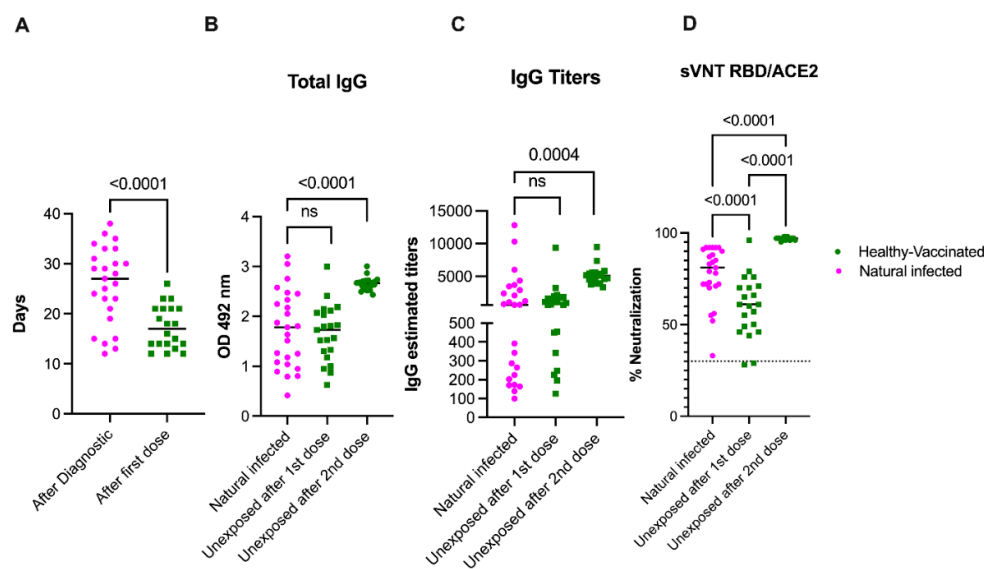 A
B
C
D
Total IgG
IgG Titers
sVNT RBD/ACE2
<0.0001
Days
40
30
20
10
0
After Diagnostic
After first dose
<0.0001
ns
OD 492 nm
4
3
2
1
0
Natural infected
Unexposed after 1st dose
Unexposed after 2nd dose
0.0004
ns
IgG estimated titers
15000
10000
5000
500
400
300
200
100
0
Natural infected
Unexposed after 1st dose
Unexposed after 2nd dose
<0.0001
<0.0001
<0.0001
% Neutralization
100
50
0
Natural infected
Unexposed after 1st dose
Unexposed after 2nd dose
Healthy-Vaccinated
Natural infected